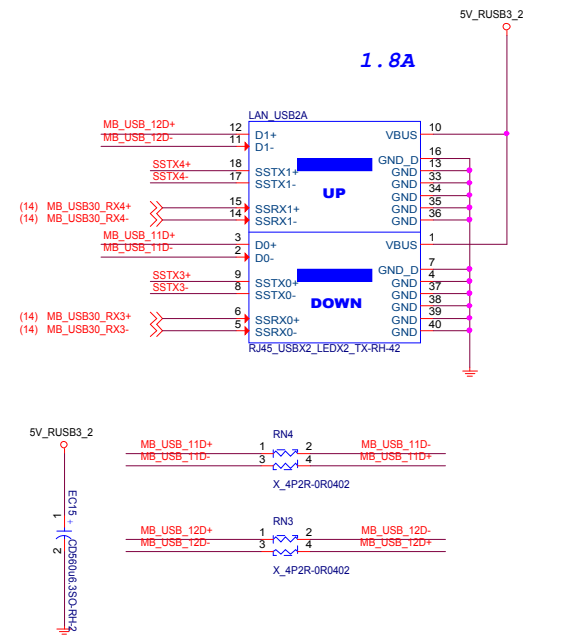 5V_RUSB3_2
1.8A
LAN_USB2A
MB_USB_12D+ 12 D1+ VBUS 10
MB_USB_12D- 11 D1-
GND_D 16
SSTX4+ 18 SSTX1+ GND 13
SSTX4- 17 SSTX1- GND 33
UP GND 34
(14) MB_USB30_RX4+ 15 SSRX1+ GND 35
(14) MB_USB30_RX4- 14 SSRX1- GND 36
MB_USB_11D+ 3 D0+ VBUS 1
MB_USB_11D- 2 D0-
GND_D 7
SSTX3+ 9 SSTX0+ GND 4
SSTX3- 8 SSTX0- GND 37
DOWN GND 38
(14) MB_USB30_RX3+ 6 SSRX0+ GND 39
(14) MB_USB30_RX3- 5 SSRX0- GND 40
RJ45_USBX2_LEDX2_TX-RH-42
5V_RUSB3_2
1 + EC15
2 CD560u6.3SO-RH-2
RN4
MB_USB_11D+ 1 2 MB_USB_11D-
MB_USB_11D- 3 4 MB_USB_11D+
X_4P2R-0R0402
RN3
MB_USB_12D+ 1 2 MB_USB_12D-
MB_USB_12D- 3 4 MB_USB_12D+
X_4P2R-0R0402